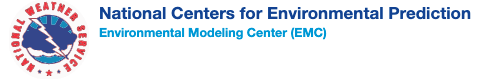 NATIONAL WEATHER SERVICE
National Centers for Environmental Prediction
Environmental Modeling Center (EMC)